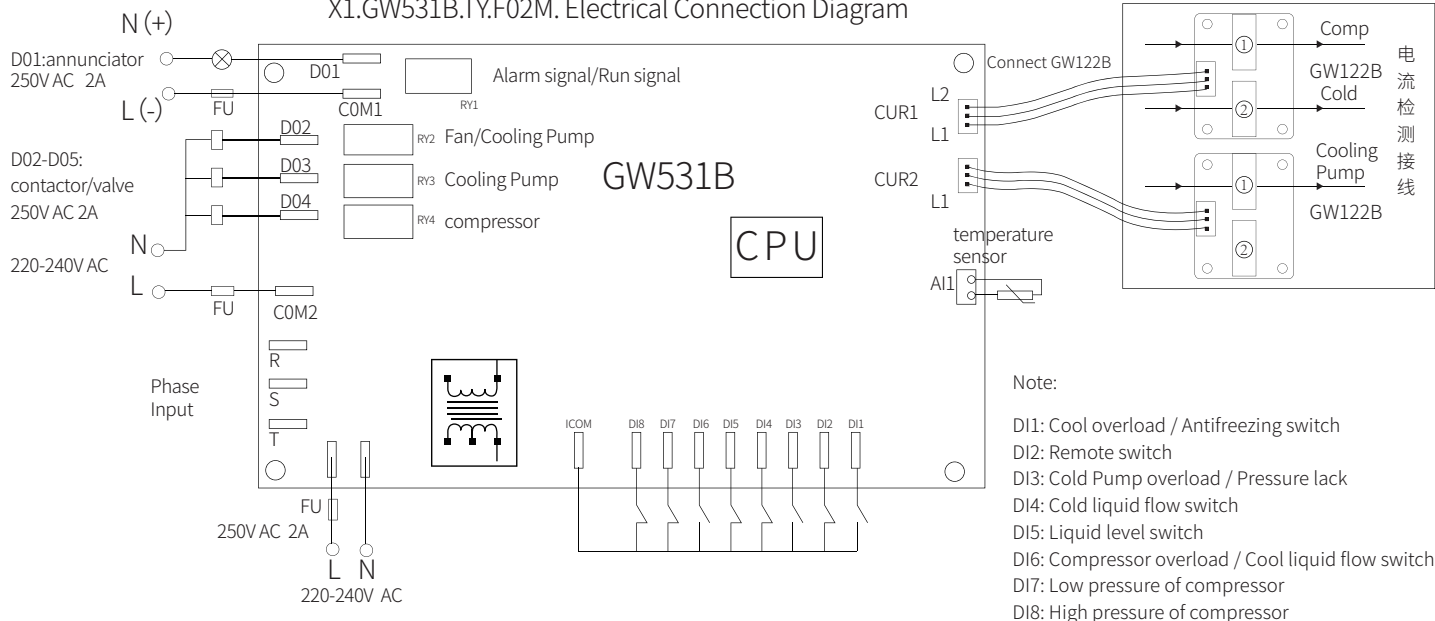 X1.GW531B.TY.F02M. Electrical Connection Diagram
N (+)
D01:annunciator
250V AC 2A
L (-)
FU
D01
C0M1
Alarm signal/Run signal
RY1
D02
RY2 Fan/Cooling Pump
D02-D05:
contactor/valve
250V AC 2A
D03
RY3 Cooling Pump
D04
RY4 compressor
N
220-240V AC
L
FU
C0M2
GW531B
CPU
R
S
T
Phase
Input
FU
250V AC 2A
L N
220-240V AC
ICOM DI8 DI7 DI6 DI5 DI4 DI3 DI2 DI1
Connect GW122B
L2
CUR1
L1
CUR2
L1
temperature
sensor
AI1
①
Comp
GW122B
Cold
②
Cooling
Pump
①
GW122B
②
电流检测接线
Note:
DI1: Cool overload / Antifreezing switch
DI2: Remote switch
DI3: Cold Pump overload / Pressure lack
DI4: Cold liquid flow switch
DI5: Liquid level switch
DI6: Compressor overload / Cool liquid flow switch
DI7: Low pressure of compressor
DI8: High pressure of compressor